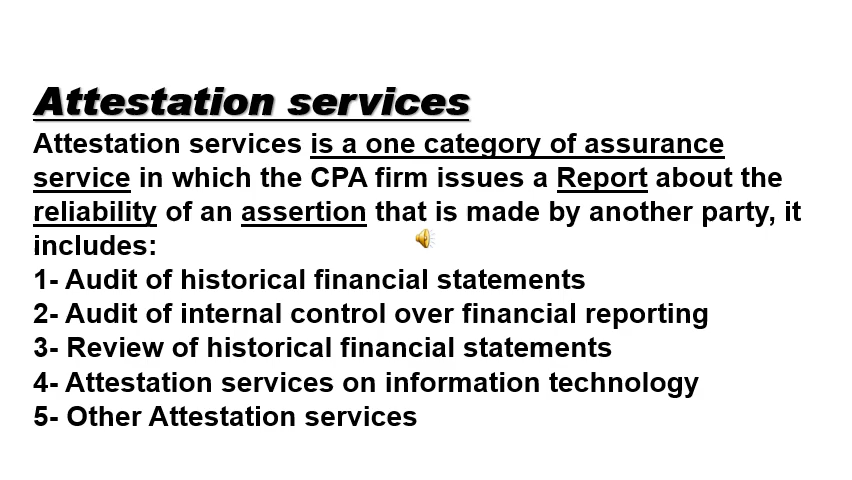 Attestation services
Attestation services is a one category of assurance
service in which the CPA firm issues a Report about the
reliability of an assertion that is made by another party, it
includes:
1- Audit of historical financial statements
2- Audit of internal control over financial reporting
3- Review of historical financial statements
4- Attestation services on information technology
5- Other Attestation services